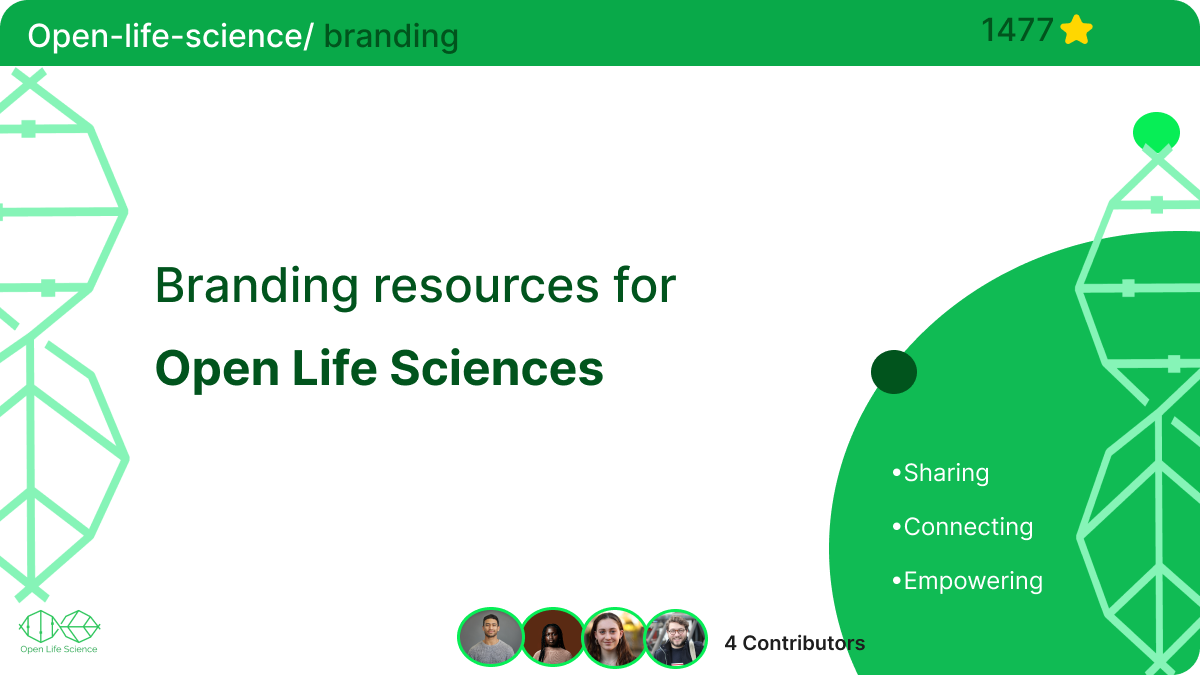 Open-life-science/ branding
1477
Branding resources for
Open Life Sciences
•Sharing
•Connecting
•Empowering
Open Life Science
4 Contributors